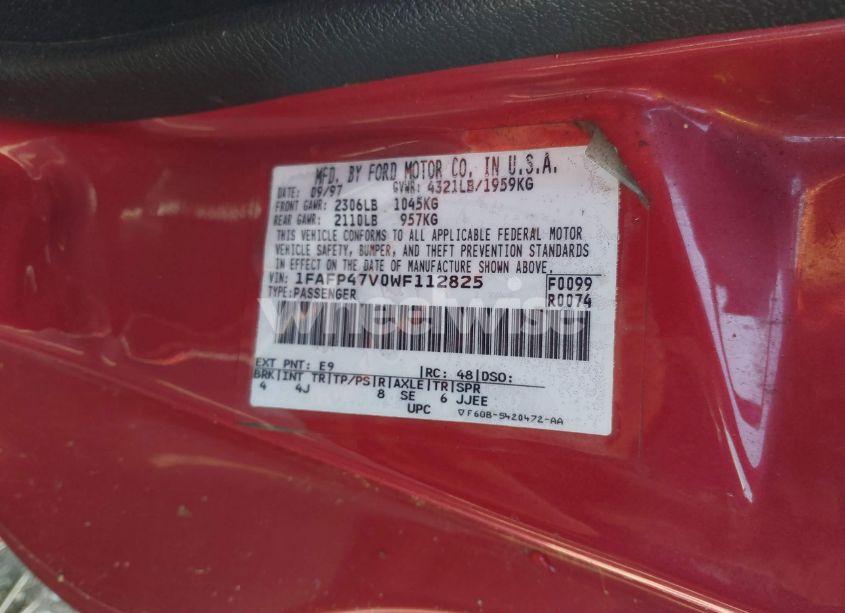 MFD. BY FORD MOTOR CO. IN U.S.A.
DATE: 09/97 GVWR: 4321LB/1959KG
FRONT GAWR: 2306LB 1045KG
REAR GAWR: 2110LB 957KG
THIS VEHICLE CONFORMS TO ALL APPLICABLE FEDERAL MOTOR
VEHICLE SAFETY, BUMPER, AND THEFT PREVENTION STANDARDS
IN EFFECT ON THE DATE OF MANUFACTURE SHOWN ABOVE.
VIN: 1FAFP47V0WF112825 F0099
TYPE:PASSENGER R0074
wheelwise
EXT PNT: E9 |RC: 48|DSO:
BRK|INT TR|TP/PS|R|AXLE|TR|SPR
4 4J 8 SE 6 JJEE
UPC ▽F6DB-5420472-AA